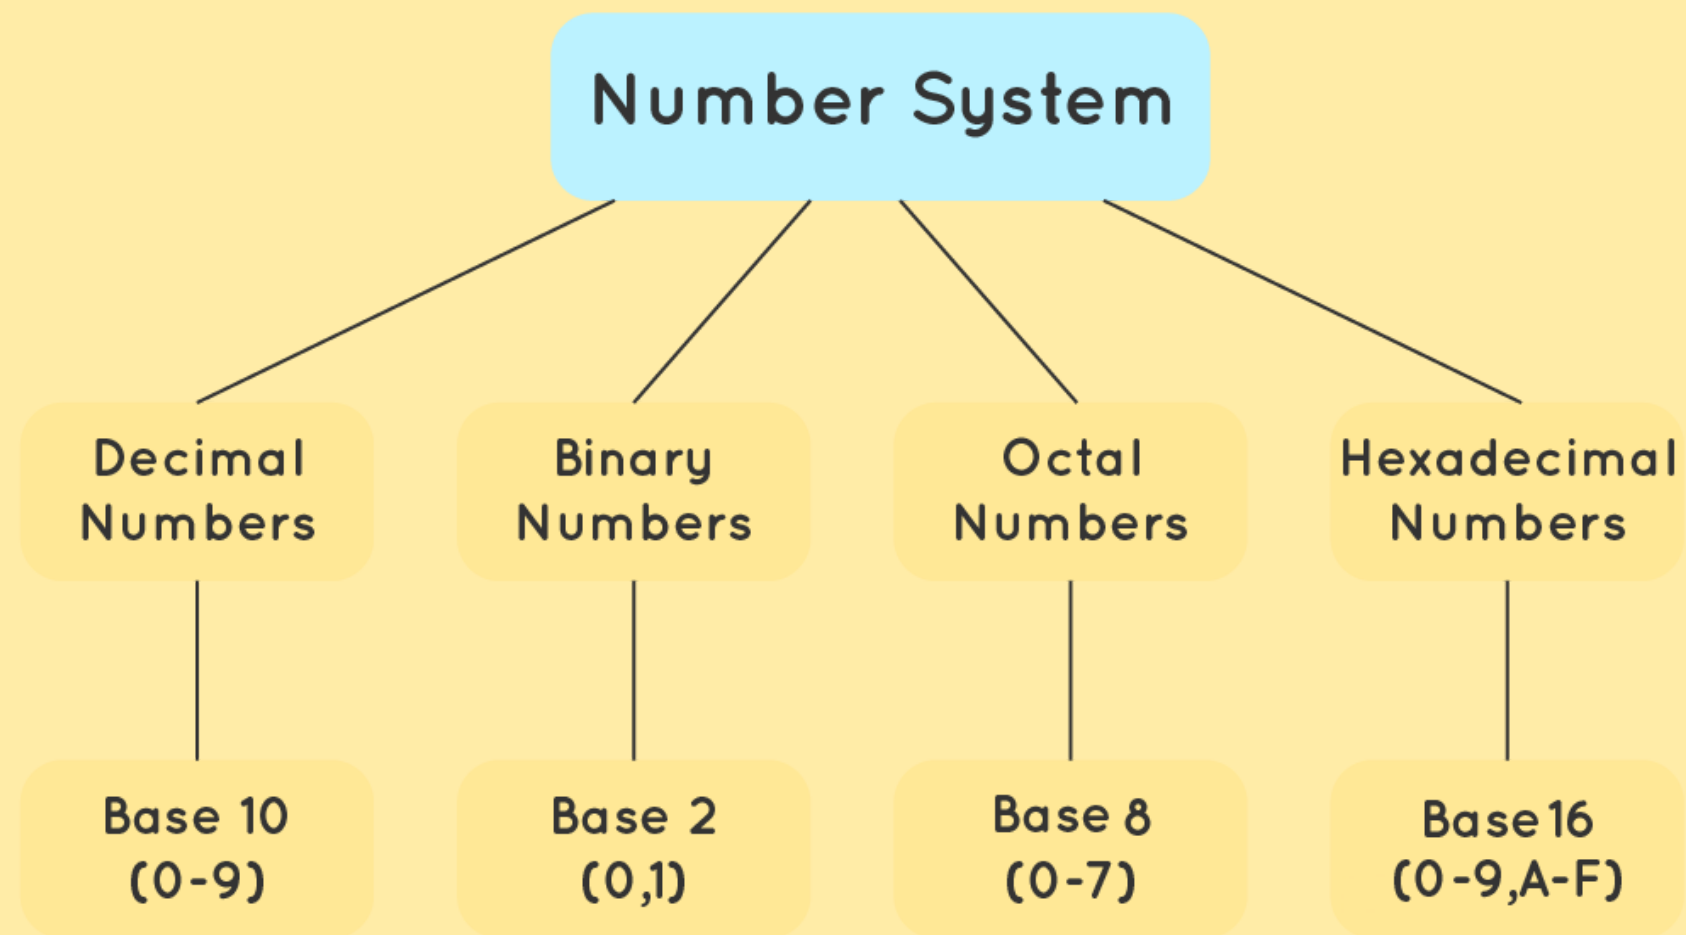 Number System
Decimal
Numbers
Binary
Numbers
Octal
Numbers
Hexadecimal
Numbers
Base 10
(0-9)
Base 2
(0,1)
Base 8
(0-7)
Base 16
(0-9,A-F)